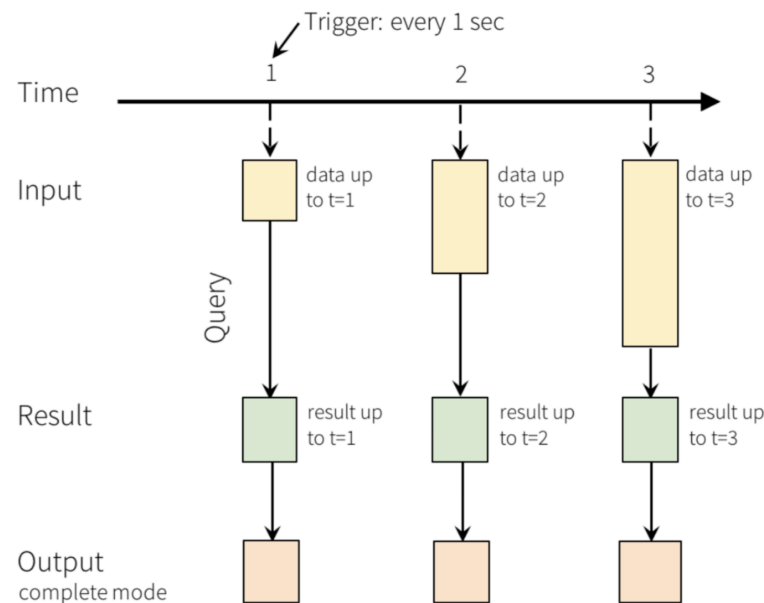 Trigger: every 1 sec
1
2
3
Time
Input
data up
to t=1
data up
to t=2
data up
to t=3
Query
Result
result up
to t=1
result up
to t=2
result up
to t=3
Output
complete mode